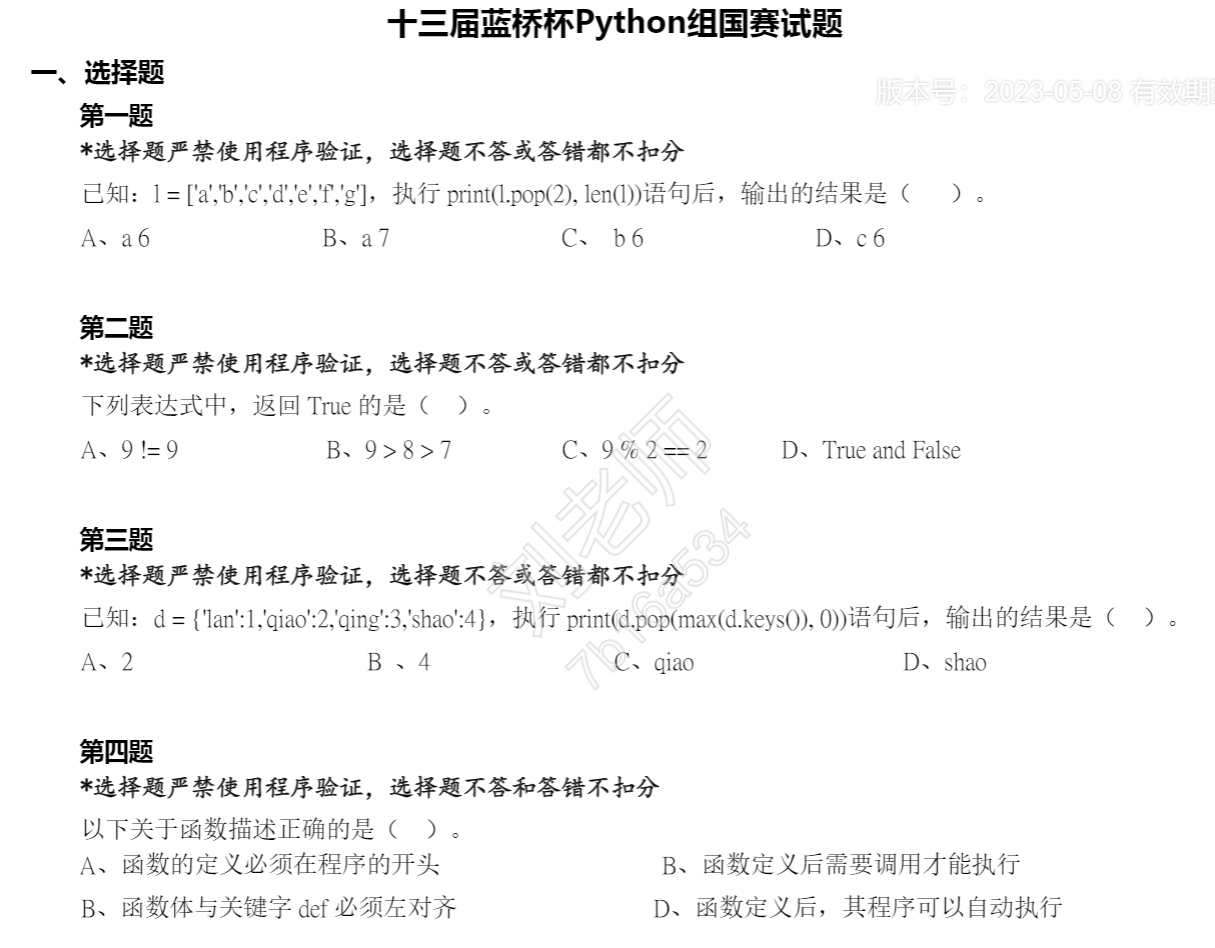 十三届蓝桥杯Python组国赛试题
一、选择题
版本号：2023-05-08 有效期
第一题
*选择题严禁使用程序验证，选择题不答或答错都不扣分
已知：l = ['a','b','c','d','e','f','g']，执行 print(l.pop(2), len(l))语句后，输出的结果是（ ）。
A、a 6 B、a 7 C、 b 6 D、c 6
第二题
*选择题严禁使用程序验证，选择题不答或答错都不扣分
下列表达式中，返回 True 的是（ ）。
A、9 != 9 B、9 > 8 > 7 C、9 % 2 == 2 D、True and False
刘老师
7b16a534
第三题
*选择题严禁使用程序验证，选择题不答或答错都不扣分
已知：d = {'lan':1,'qiao':2,'qing':3,'shao':4}，执行 print(d.pop(max(d.keys()), 0))语句后，输出的结果是（ ）。
A、2 B 、4 C、qiao D、shao
第四题
*选择题严禁使用程序验证，选择题不答和答错不扣分
以下关于函数描述正确的是（ ）。
A、函数的定义必须在程序的开头 B、函数定义后需要调用才能执行
B、函数体与关键字 def 必须左对齐 D、函数定义后，其程序可以自动执行